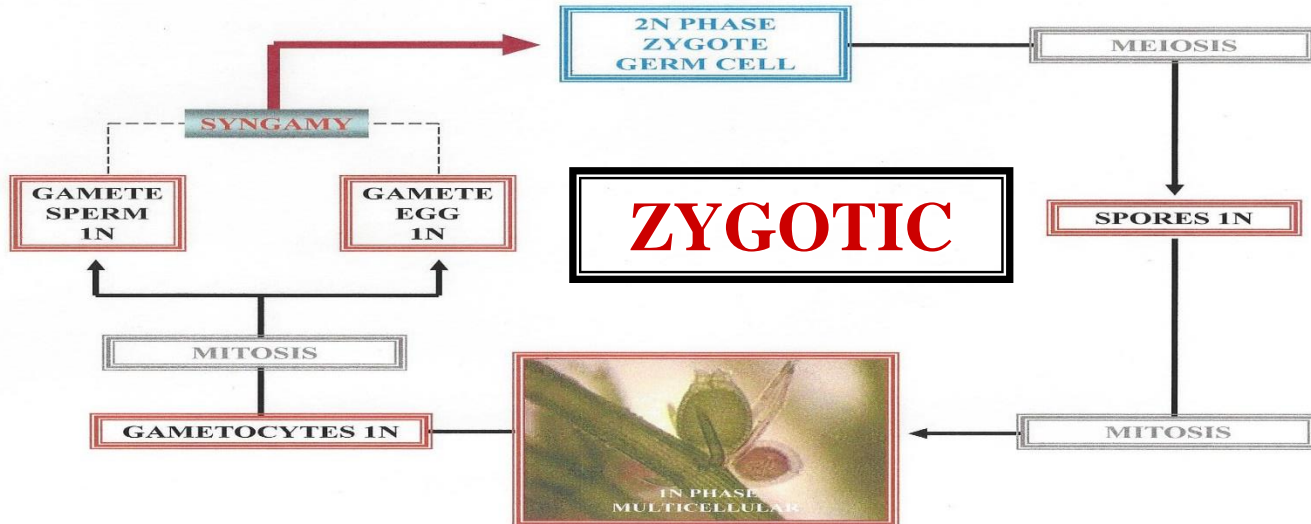 2N PHASE
ZYGOTE
GERM CELL
MEIOSIS
SYNGAMY
GAMETE
SPERM
1N
GAMETE
EGG
1N
ZYGOTIC
SPORES 1N
MITOSIS
GAMETOCYTES 1N
1N PHASE
MULTICELLULAR
MITOSIS